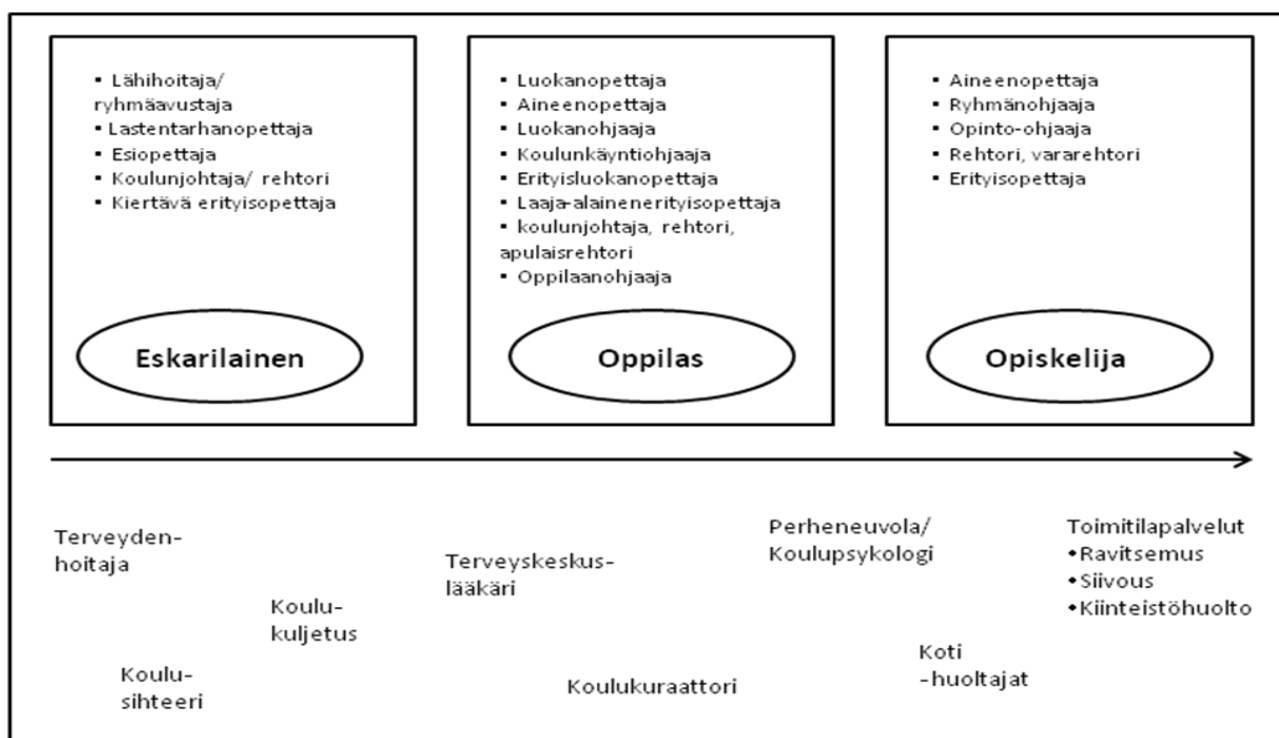 ▪ Lähihoitaja/
ryhmäavustaja
▪ Lastentarhanopettaja
▪ Esiopettaja
▪ Koulunjohtaja/ rehtori
▪ Kiertävä erityisopettaja
Eskarilainen
▪ Luokanopettaja
▪ Aineenopettaja
▪ Luokanohjaaja
▪ Koulunkäyntiohjaaja
▪ Erityisluokanopettaja
▪ Laaja-alainenerityisopettaja
▪ koulunjohtaja, rehtori,
apulaisrehtori
▪ Oppilaanohjaaja
Oppilas
▪ Aineenopettaja
▪ Ryhmänohjaaja
▪ Opinto-ohjaaja
▪ Rehtori, vararehtori
▪ Erityisopettaja
Opiskelija
Terveyden-
hoitaja
Koulu-
sihteeri
Koulu-
kuljetus
Terveyskeskus-
lääkäri
Koulukuraattori
Perheneuvola/
Koulupsykologi
Koti
-huoltajat
Toimitilapalvelut
•Ravitsemus
•Siivous
•Kiinteistöhuolto